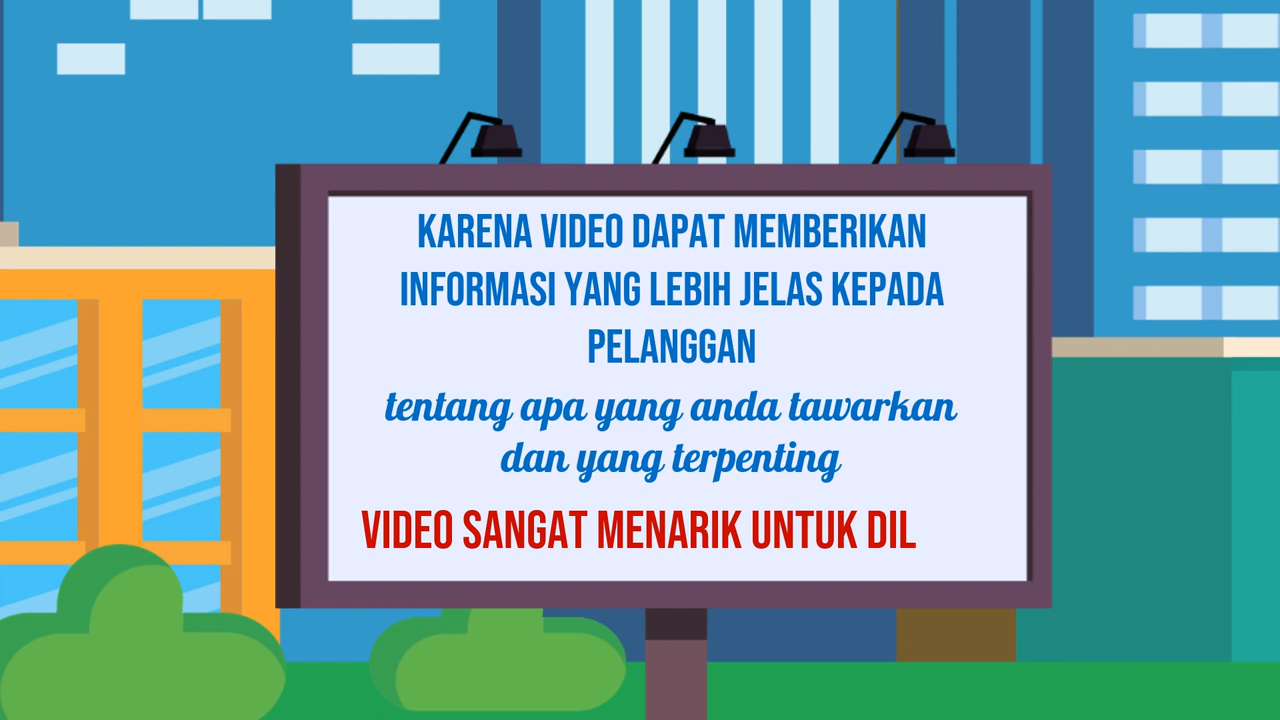 KARENA VIDEO DAPAT MEMBERIKAN
INFORMASI YANG LEBIH JELAS KEPADA
PELANGGAN
tentang apa yang anda tawarkan
dan yang terpenting
VIDEO SANGAT MENARIK UNTUK DIL